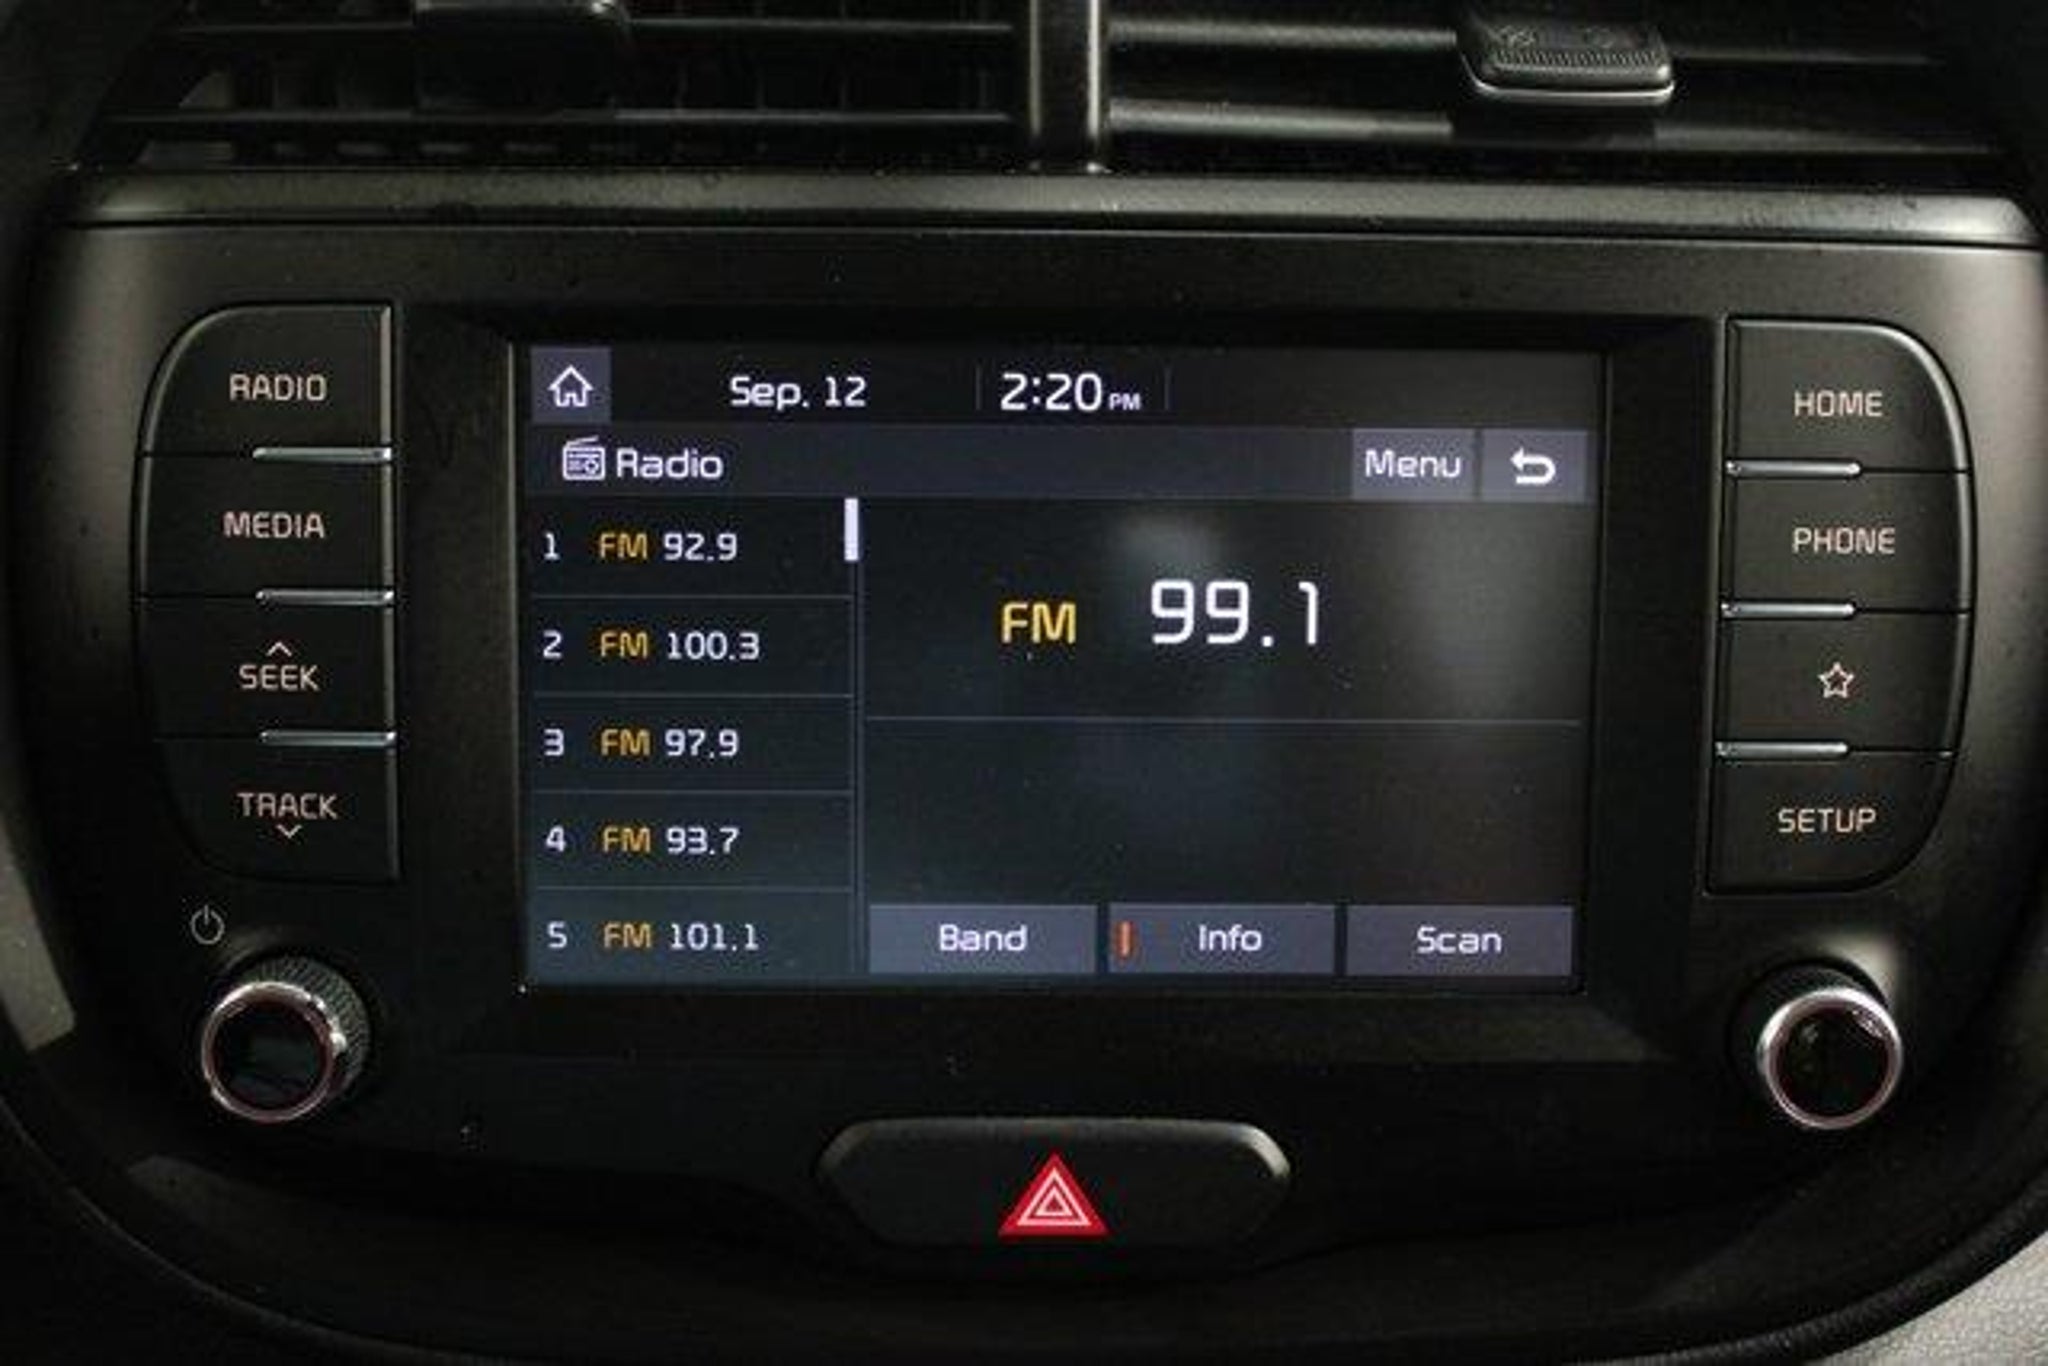 RADIO
MEDIA
SEEK
TRACK
Sep. 12 2:20 PM
Radio Menu
1 FM 92.9
2 FM 100.3
3 FM 97.9
4 FM 93.7
5 FM 101.1
FM 99.1
Band Info Scan
HOME
PHONE
SETUP